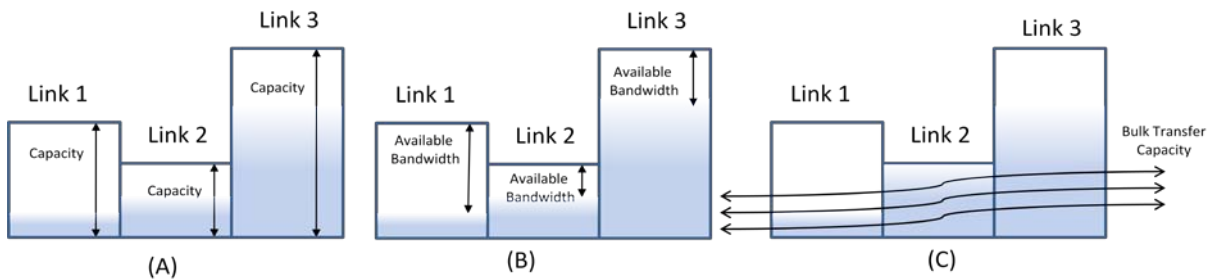 Link 1
Capacity
Link 2
Capacity
Link 3
Capacity
(A)
Link 1
Available
Bandwidth
Link 2
Available
Bandwidth
Link 3
Available
Bandwidth
(B)
Link 1
Link 2
Link 3
Bulk Transfer
Capacity
(C)